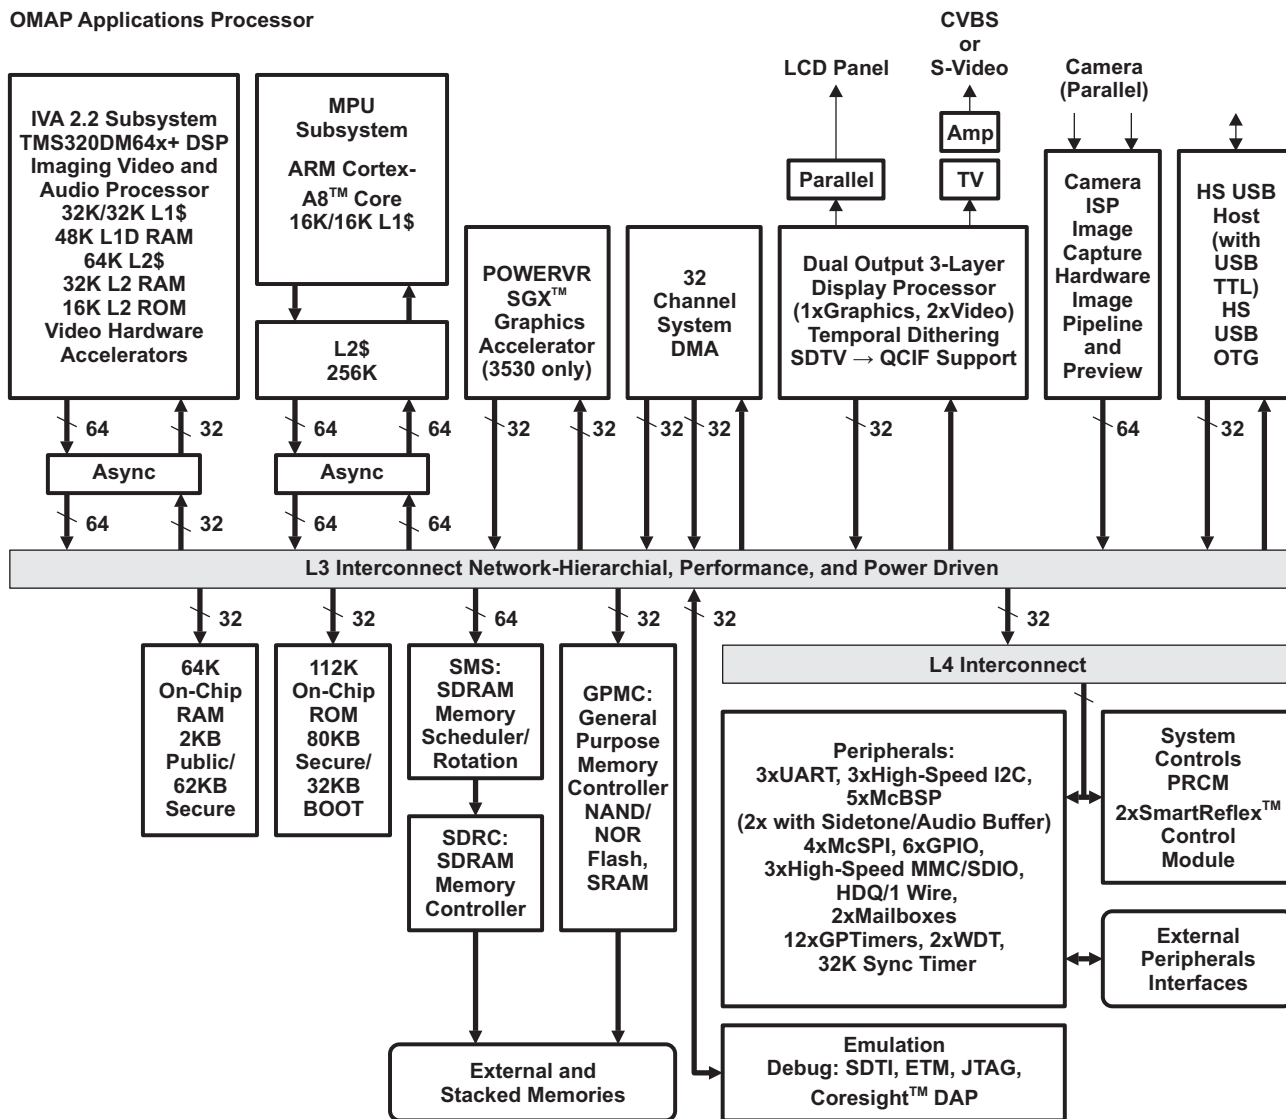 OMAP Applications Processor
CVBS
or
S-Video
LCD Panel
Camera
(Parallel)
Amp
Parallel
TV
IVA 2.2 Subsystem
TMS320DM64x+ DSP
Imaging Video and
Audio Processor
32K/32K L1$
48K L1D RAM
64K L2$
32K L2 RAM
16K L2 ROM
Video Hardware
Accelerators
MPU
Subsystem
ARM Cortex-
A8™ Core
16K/16K L1$
L2$
256K
POWERVR
SGX™
Graphics
Accelerator
(3530 only)
32
Channel
System
DMA
Dual Output 3-Layer
Display Processor
(1xGraphics, 2xVideo)
Temporal Dithering
SDTV → QCIF Support
Camera
ISP
Image
Capture
Hardware
Image
Pipeline
and
Preview
HS USB
Host
(with
USB
TTL)
HS
USB
OTG
64
32
64
64
32
32
32
32
32
64
32
Async
Async
64
32
64
64
L3 Interconnect Network-Hierarchial, Performance, and Power Driven
32
32
64
32
32
32
64K
On-Chip
RAM
2KB
Public/
62KB
Secure
112K
On-Chip
ROM
80KB
Secure/
32KB
BOOT
SMS:
SDRAM
Memory
Scheduler/
Rotation
SDRC:
SDRAM
Memory
Controller
GPMC:
General
Purpose
Memory
Controller
NAND/
NOR
Flash,
SRAM
L4 Interconnect
Peripherals:
3xUART, 3xHigh-Speed I2C,
5xMcBSP
(2x with Sidetone/Audio Buffer)
4xMcSPI, 6xGPIO,
3xHigh-Speed MMC/SDIO,
HDQ/1 Wire,
2xMailboxes
12xGPTimers, 2xWDT,
32K Sync Timer
System
Controls
PRCM
2xSmartReflex™
Control
Module
External
Peripherals
Interfaces
External and
Stacked Memories
Emulation
Debug: SDTI, ETM, JTAG,
Coresight™ DAP